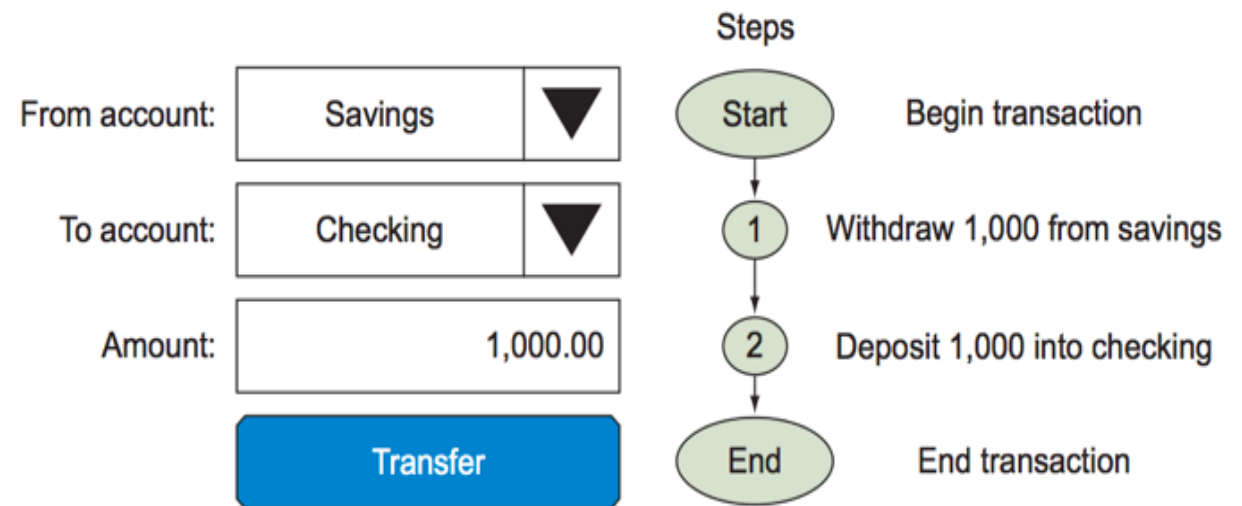 Steps
From account: Savings
Start Begin transaction
To account: Checking
1 Withdraw 1,000 from savings
Amount: 1,000.00
2 Deposit 1,000 into checking
Transfer
End End transaction